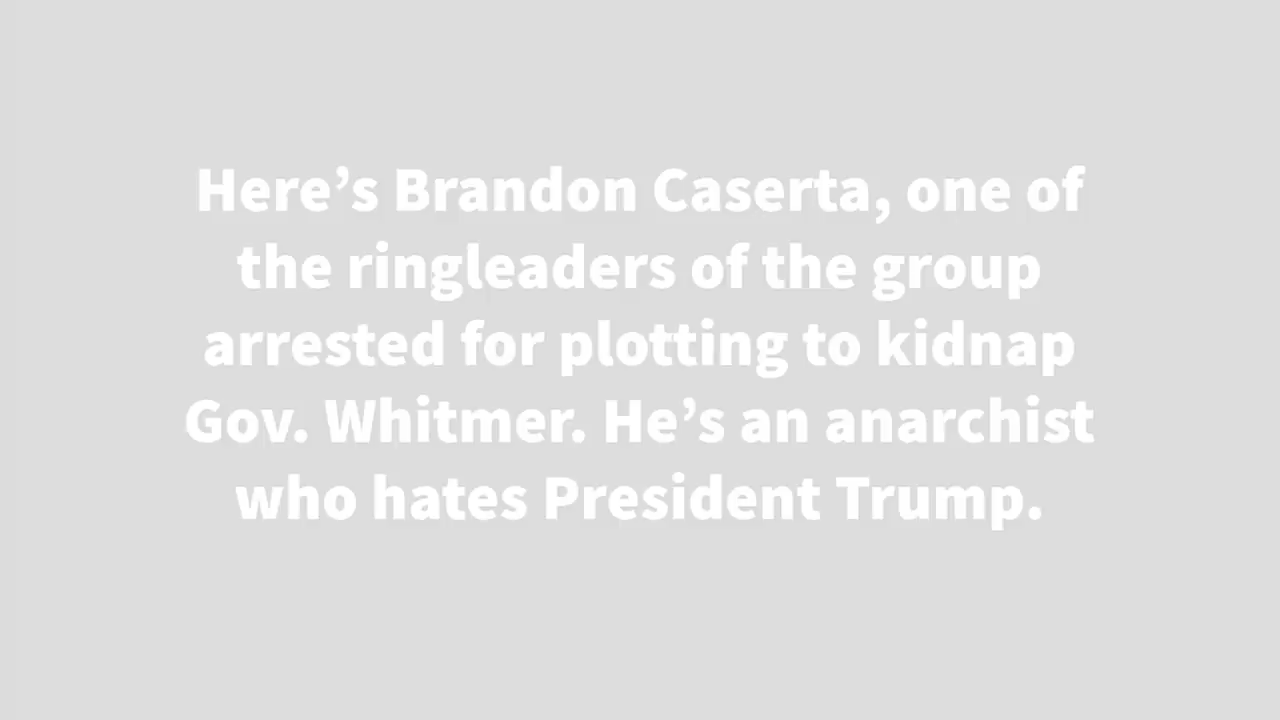 Here’s Brandon Caserta, one of
the ringleaders of the group
arrested for plotting to kidnap
Gov. Whitmer. He’s an anarchist
who hates President Trump.